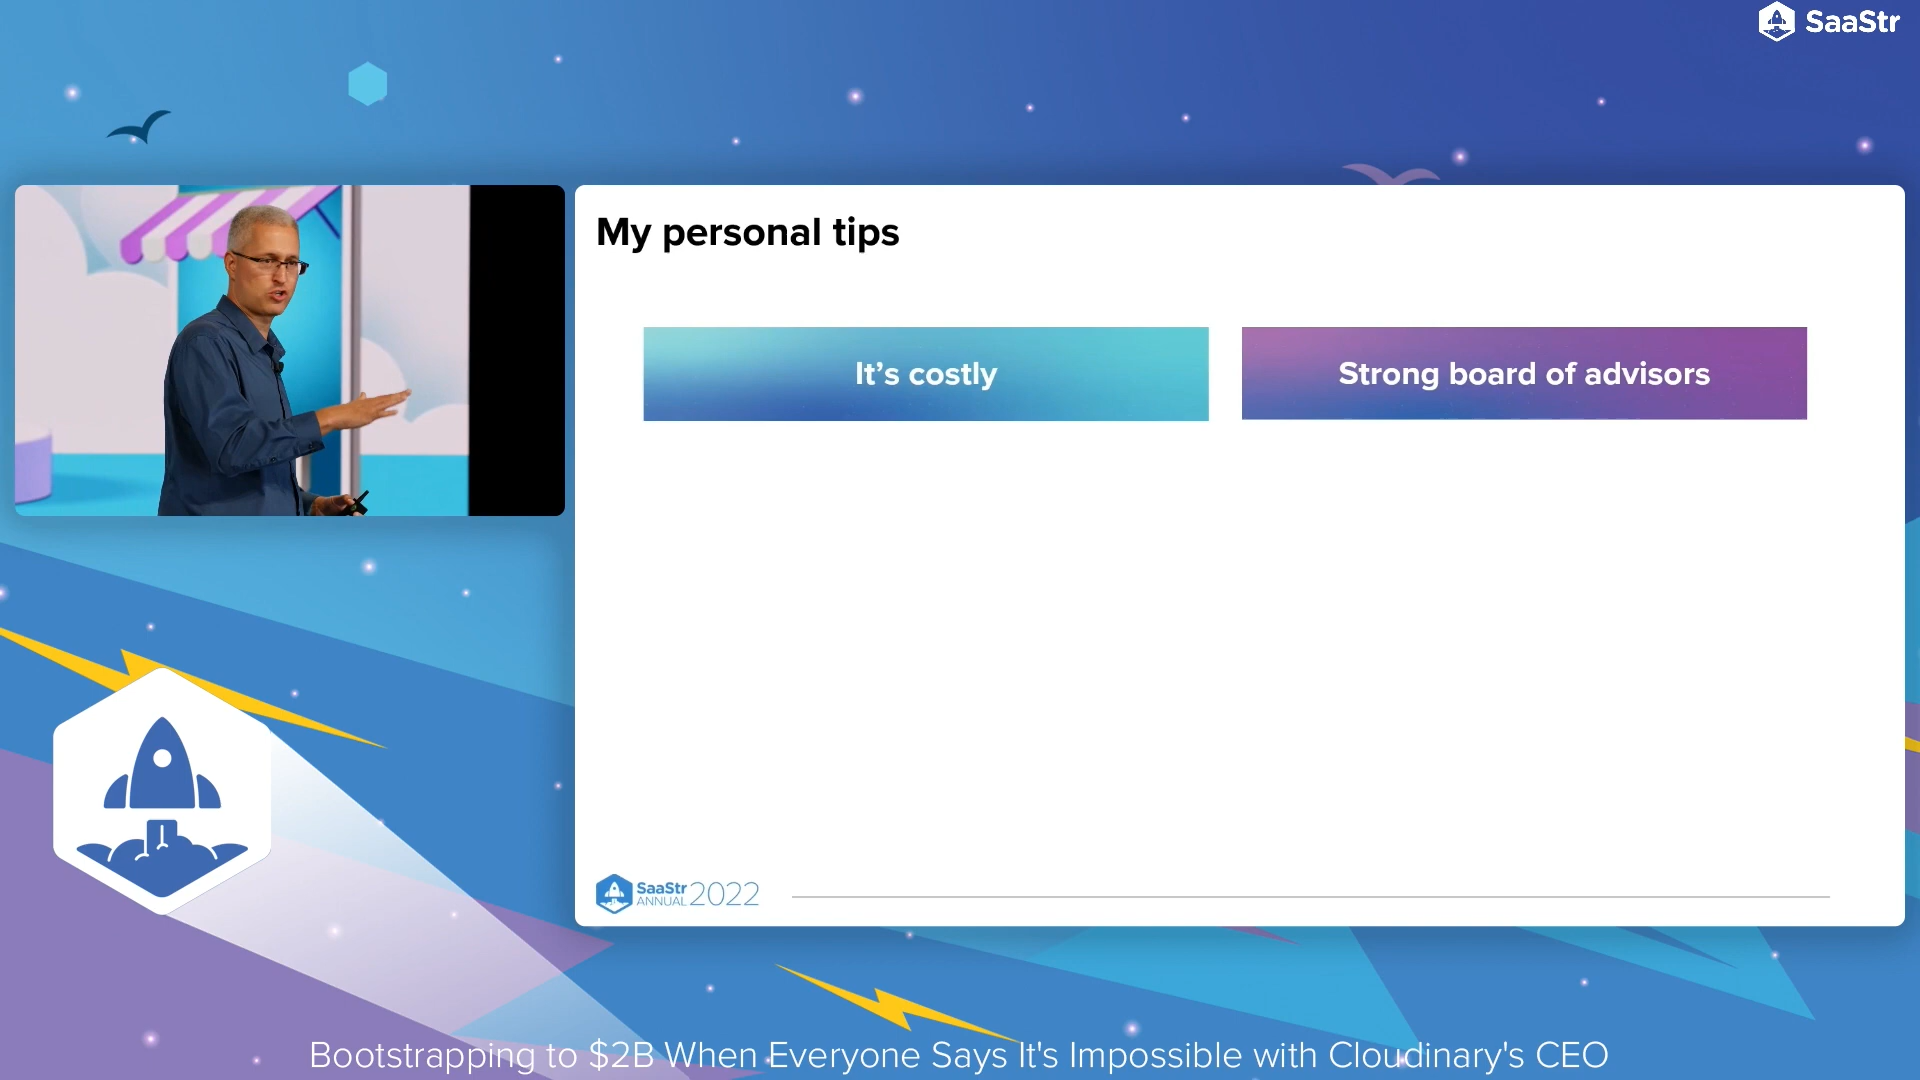 SaaStr
My personal tips
It's costly
Strong board of advisors
SaaStr
ANNUAL 2022
Bootstrapping to $2B When Everyone Says It's Impossible with Cloudinary's CEO